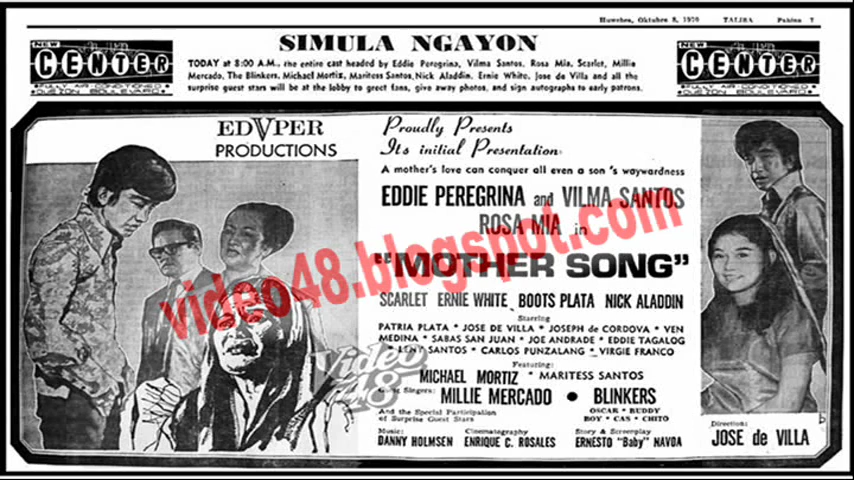 Huwebes, Oktubre 8, 1970 TALIBA Pahina 7
SIMULA NGAYON
NEW
CENTER
FULLY AIR CONDITIONED
QUEZON BOULEVARD
TODAY at 8:00 A.M., the entire cast headed by Eddie Peregrina, Vilma Santos, Rosa Mia, Scarlet, Millie
Mercado, The Blinkers, Michael Mortiz, Maritess Santos, Nick Aladdin, Ernie White, Jose de Villa and all the
surprise guest stars will be at the lobby to greet fans, give away photos, and sign autographs to early patrons.
NEW
CENTER
FULLY AIR CONDITIONED
QUEZON BOULEVARD
EDVPER
PRODUCTIONS
Proudly Presents
Its initial Presentation:
A mother's love can conquer all even a son's waywardness
EDDIE PEREGRINA and VILMA SANTOS
ROSA MIA in
"MOTHER SONG"
SCARLET ERNIE WHITE, BOOTS PLATA NICK ALADDIN
Starring
PATRIA PLATA * JOSE DE VILLA * JOSEPH de CORDOVA * VEN
MEDINA * SABAS SAN JUAN * JOE ANDRADE * EDDIE TAGALOG
* LENY SANTOS * CARLOS PUNZALANG * VIRGIE FRANCO
Featuring:
MICHAEL MORTIZ * MARITESS SANTOS
Guest Singers: MILLIE MERCADO • BLINKERS
OSCAR * BUDDY
BOY * CAS * CHITO
And the Special Participation
of Surprise Guest Stars
Music:
DANNY HOLMSEN
Cinematography
ENRIQUE C. ROSALES
Story & Screenplay
ERNESTO "Baby" NAVOA
Direction:
JOSE de VILLA
video48.blogspot.com
Video
48